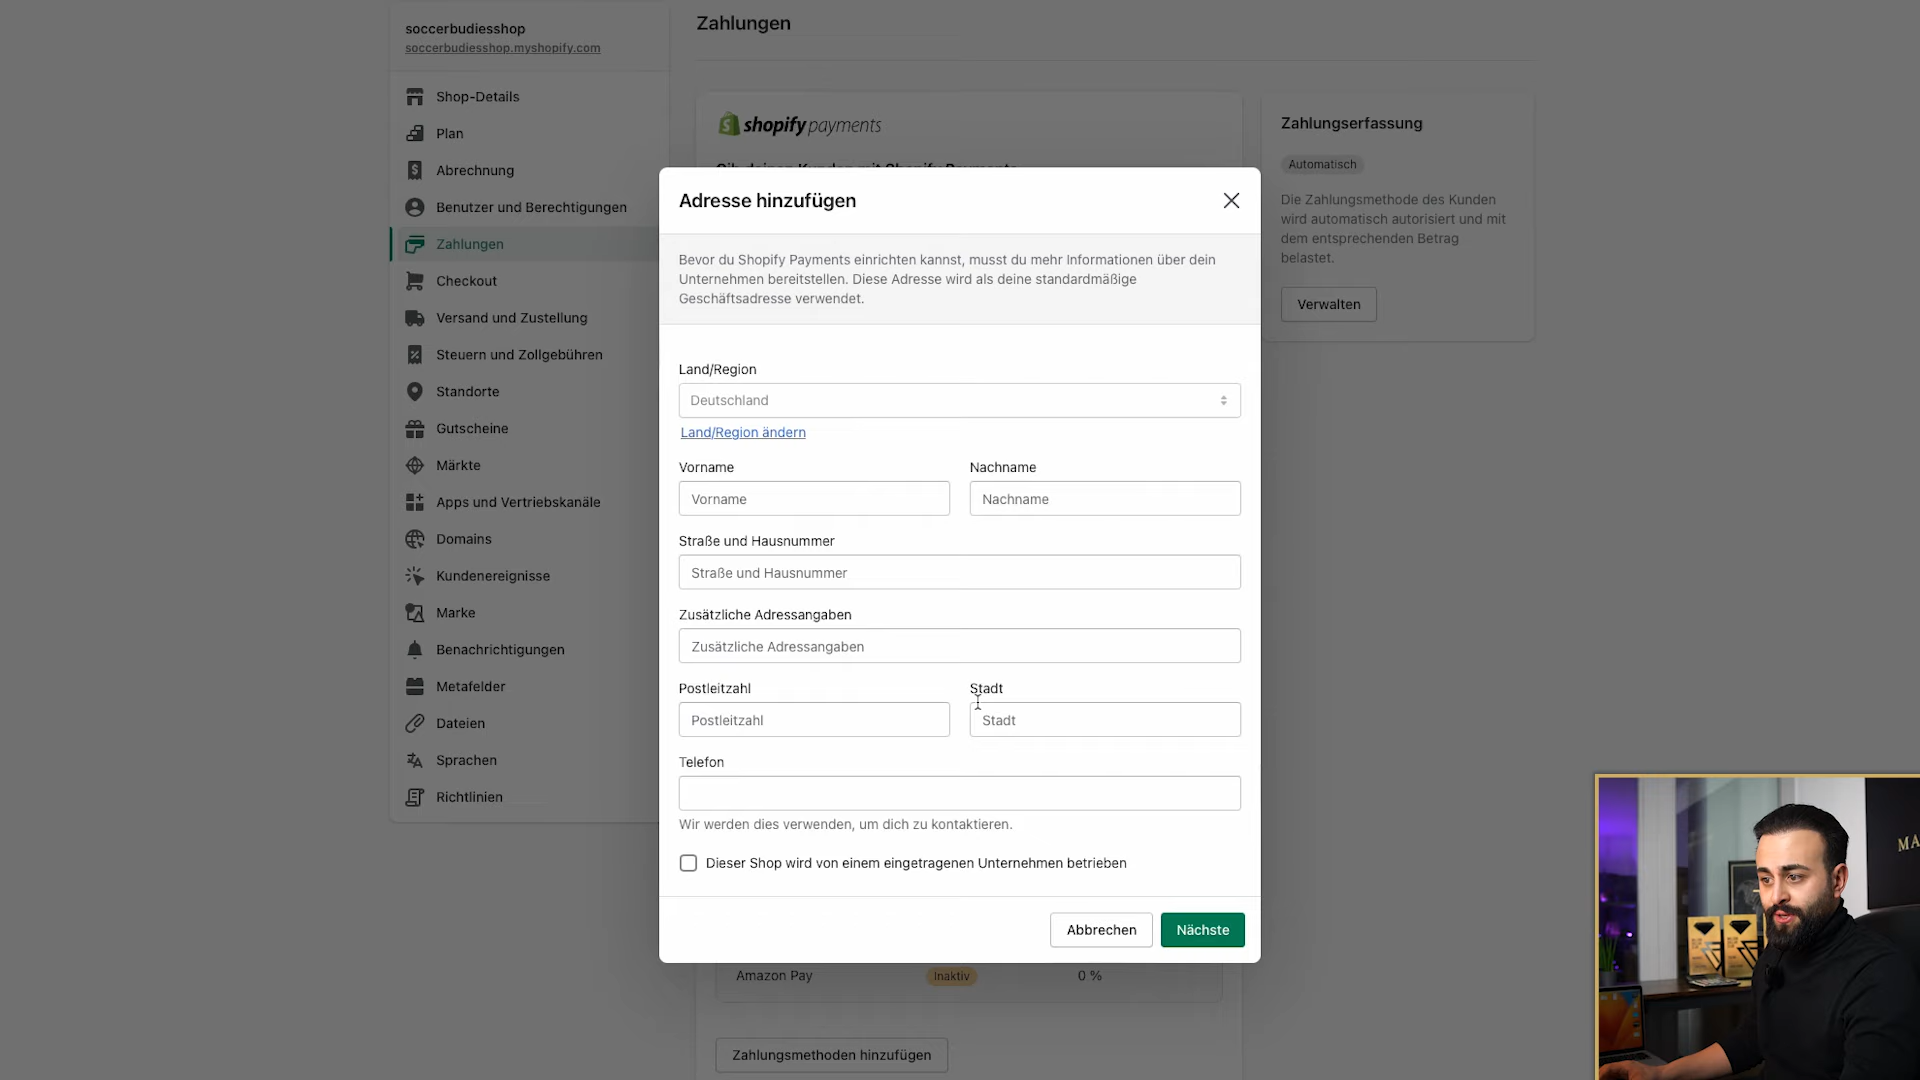 soccerbudiesshop
soccerbudiesshop.myshopify.com
Shop-Details
Plan
Abrechnung
Benutzer und Berechtigungen
Zahlungen
Checkout
Versand und Zustellung
Steuern und Zollgebühren
Standorte
Gutscheine
Märkte
Apps und Vertriebskanäle
Domains
Kundenereignisse
Marke
Benachrichtigungen
Metafelder
Dateien
Sprachen
Richtlinien
Zahlungen
shopify payments
Adresse hinzufügen
Bevor du Shopify Payments einrichten kannst, musst du mehr Informationen über dein
Unternehmen bereitstellen. Diese Adresse wird als deine standardmäßige
Geschäftsadresse verwendet.
Land/Region
Deutschland
Land/Region ändern
Vorname
Nachname
Vorname
Nachname
Straße und Hausnummer
Straße und Hausnummer
Zusätzliche Adressangaben
Zusätzliche Adressangaben
Postleitzahl
Stadt
Postleitzahl
Stadt
Telefon
Wir werden dies verwenden, um dich zu kontaktieren.
Dieser Shop wird von einem eingetragenen Unternehmen betrieben
Abbrechen
Nächste
Amazon Pay
Inaktiv
0 %
Zahlungsmethoden hinzufügen
Zahlungserfassung
Automatisch
Die Zahlungsmethode des Kunden
wird automatisch autorisiert und mit
dem entsprechenden Betrag
belastet.
Verwalten
MA